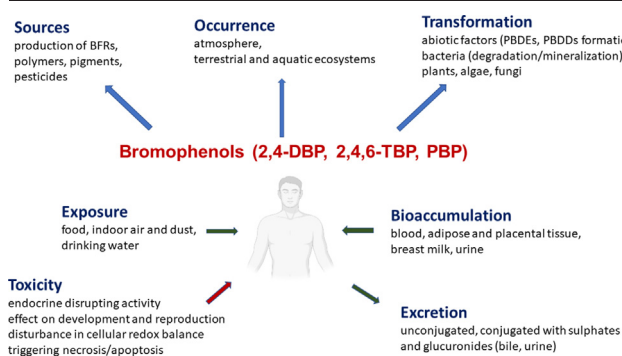 Sources
production of BFRs,
polymers, pigments,
pesticides
Occurrence
atmosphere,
terrestrial and aquatic ecosystems
Transformation
abiotic factors (PBDEs, PBDDs
bacteria (degradation/mineralization)
plants, algae, fungi
Bromophenols (2,4-DBP, 2,4,6-TBP, PBP)
Exposure
food, indoor air and dust,
drinking water
Bioaccumulation
blood, adipose and placental tissue,
breast milk, urine
Toxicity
endocrine disrupting activity
effect on development and reproduction
disturbance in cellular redox balance
triggering necrosis/apoptosis
Excretion
unconjugated, conjugated with sulphates
and glucuronides (bile, urine)